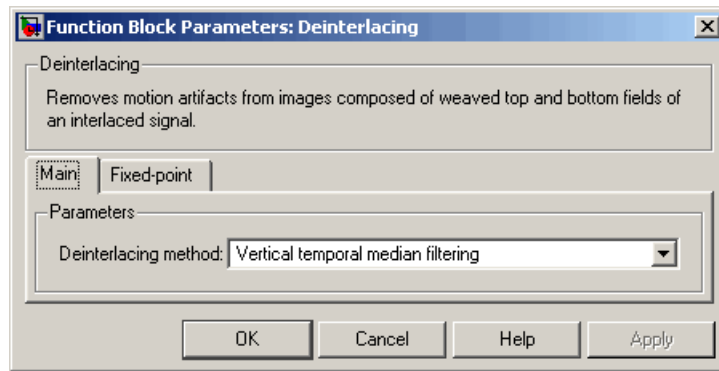 Function Block Parameters: Deinterlacing
Deinterlacing
Removes motion artifacts from images composed of weaved top and bottom fields of
an interlaced signal.
Main Fixed-point
Parameters
Deinterlacing method: Vertical temporal median filtering
OK Cancel Help Apply